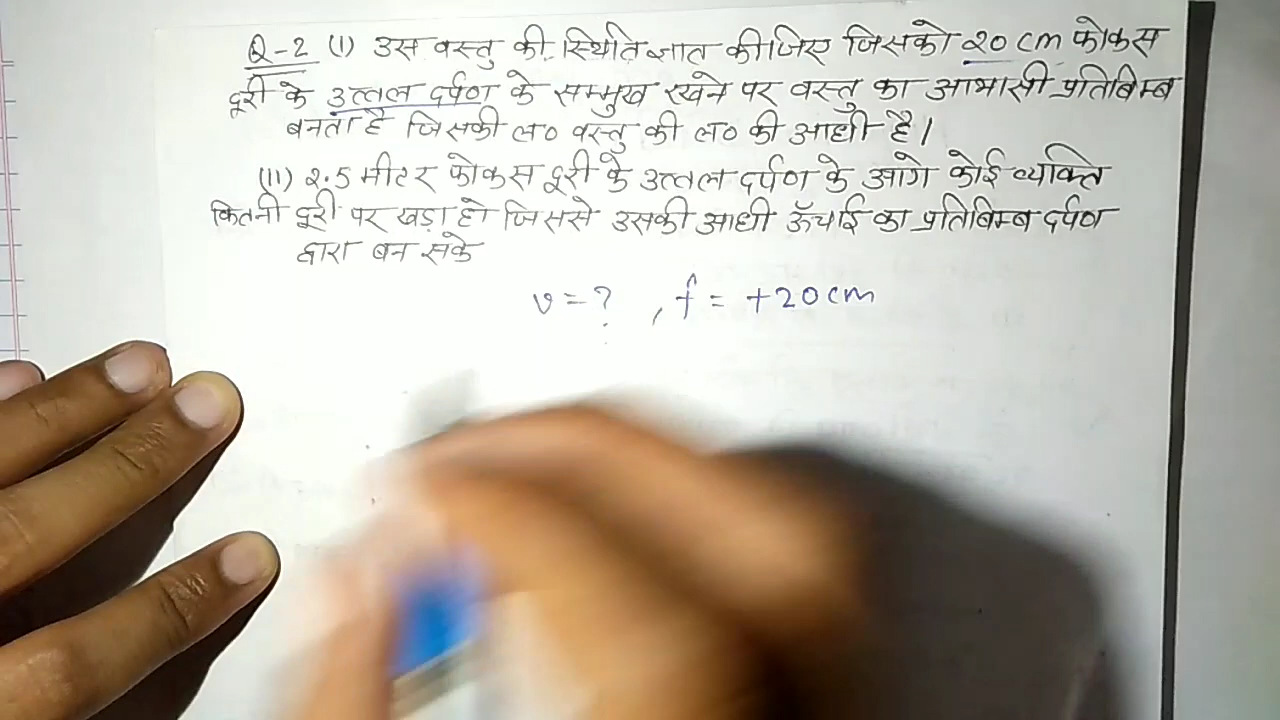 Q-2 (I) उस वस्तु की स्थिति ज्ञात कीजिए जिसको 20 cm फोकस
दूरी के उत्तल दर्पण के सम्मुख रखने पर वस्तु का आभासी प्रतिबिम्ब
बनता है जिसकी ल० वस्तु की ल० की आधी है।
(II) 2.5 मीटर फोकस दूरी के उत्तल दर्पण के आगे कोई व्यक्ति
कितनी दूरी पर खड़ा हो जिससे उसकी आधी ऊँचाई का प्रतिबिम्ब दर्पण
द्वारा बन सके
v = ? , f = +20cm